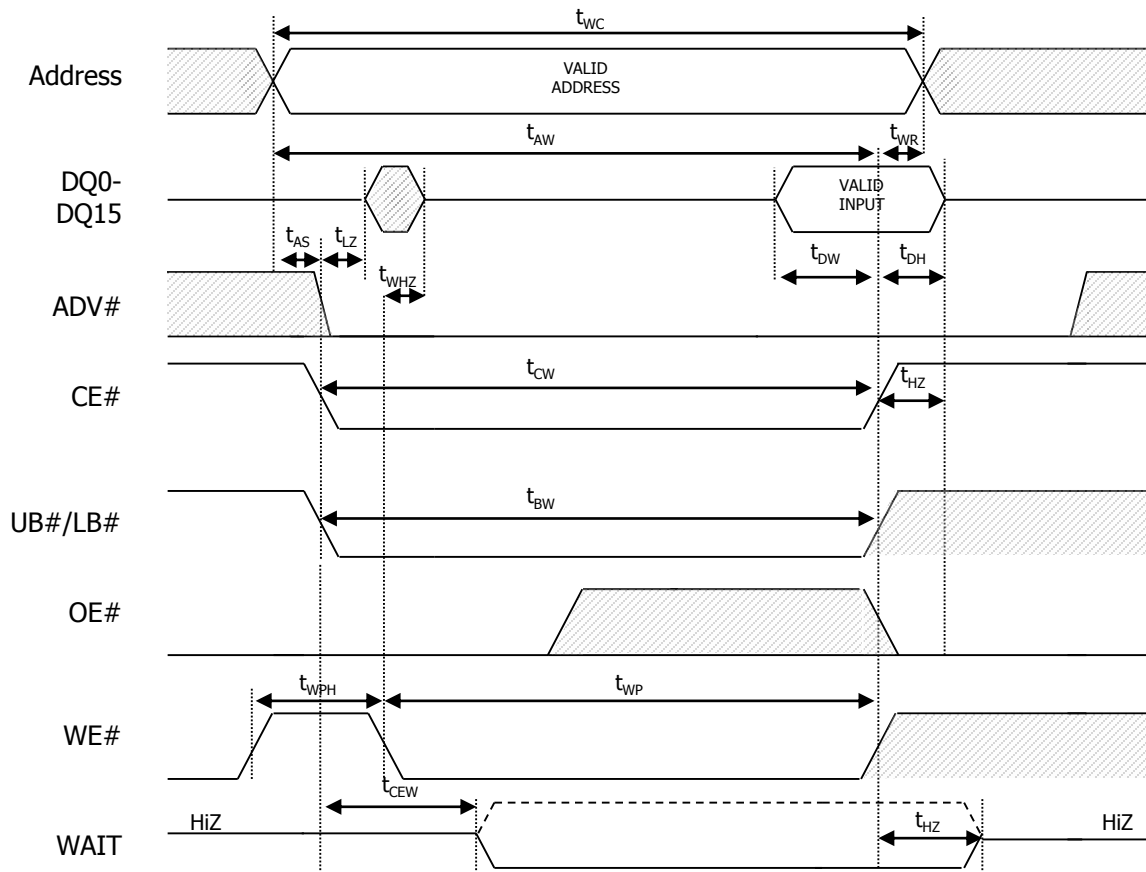 tWC
Address
VALID
ADDRESS
tAW
tWR
DQ0-
DQ15
VALID
INPUT
tAS
tLZ
tWHZ
tDW
tDH
ADV#
tCW
tHZ
CE#
tBW
UB#/LB#
OE#
tWPH
tWP
WE#
tCEW
HiZ
tHZ
HiZ
WAIT